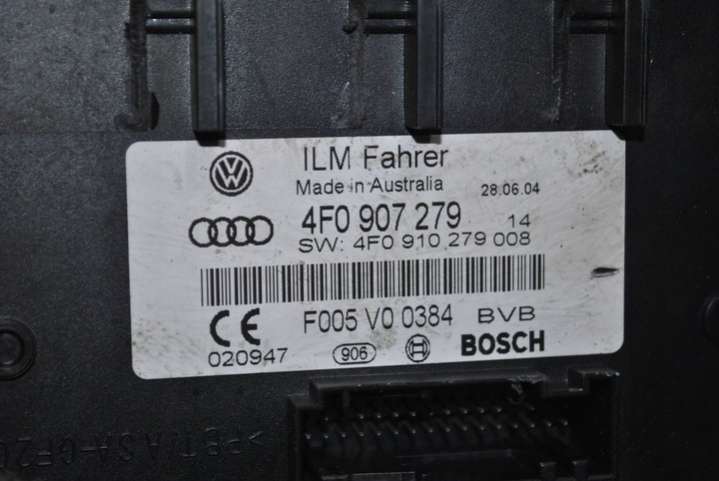 ILM Fahrer
Made in Australia 28.06.04
4F0 907 279 14
SW: 4F0 910 279 008
CE F005 V0 0384 BVB
020947 906 BOSCH